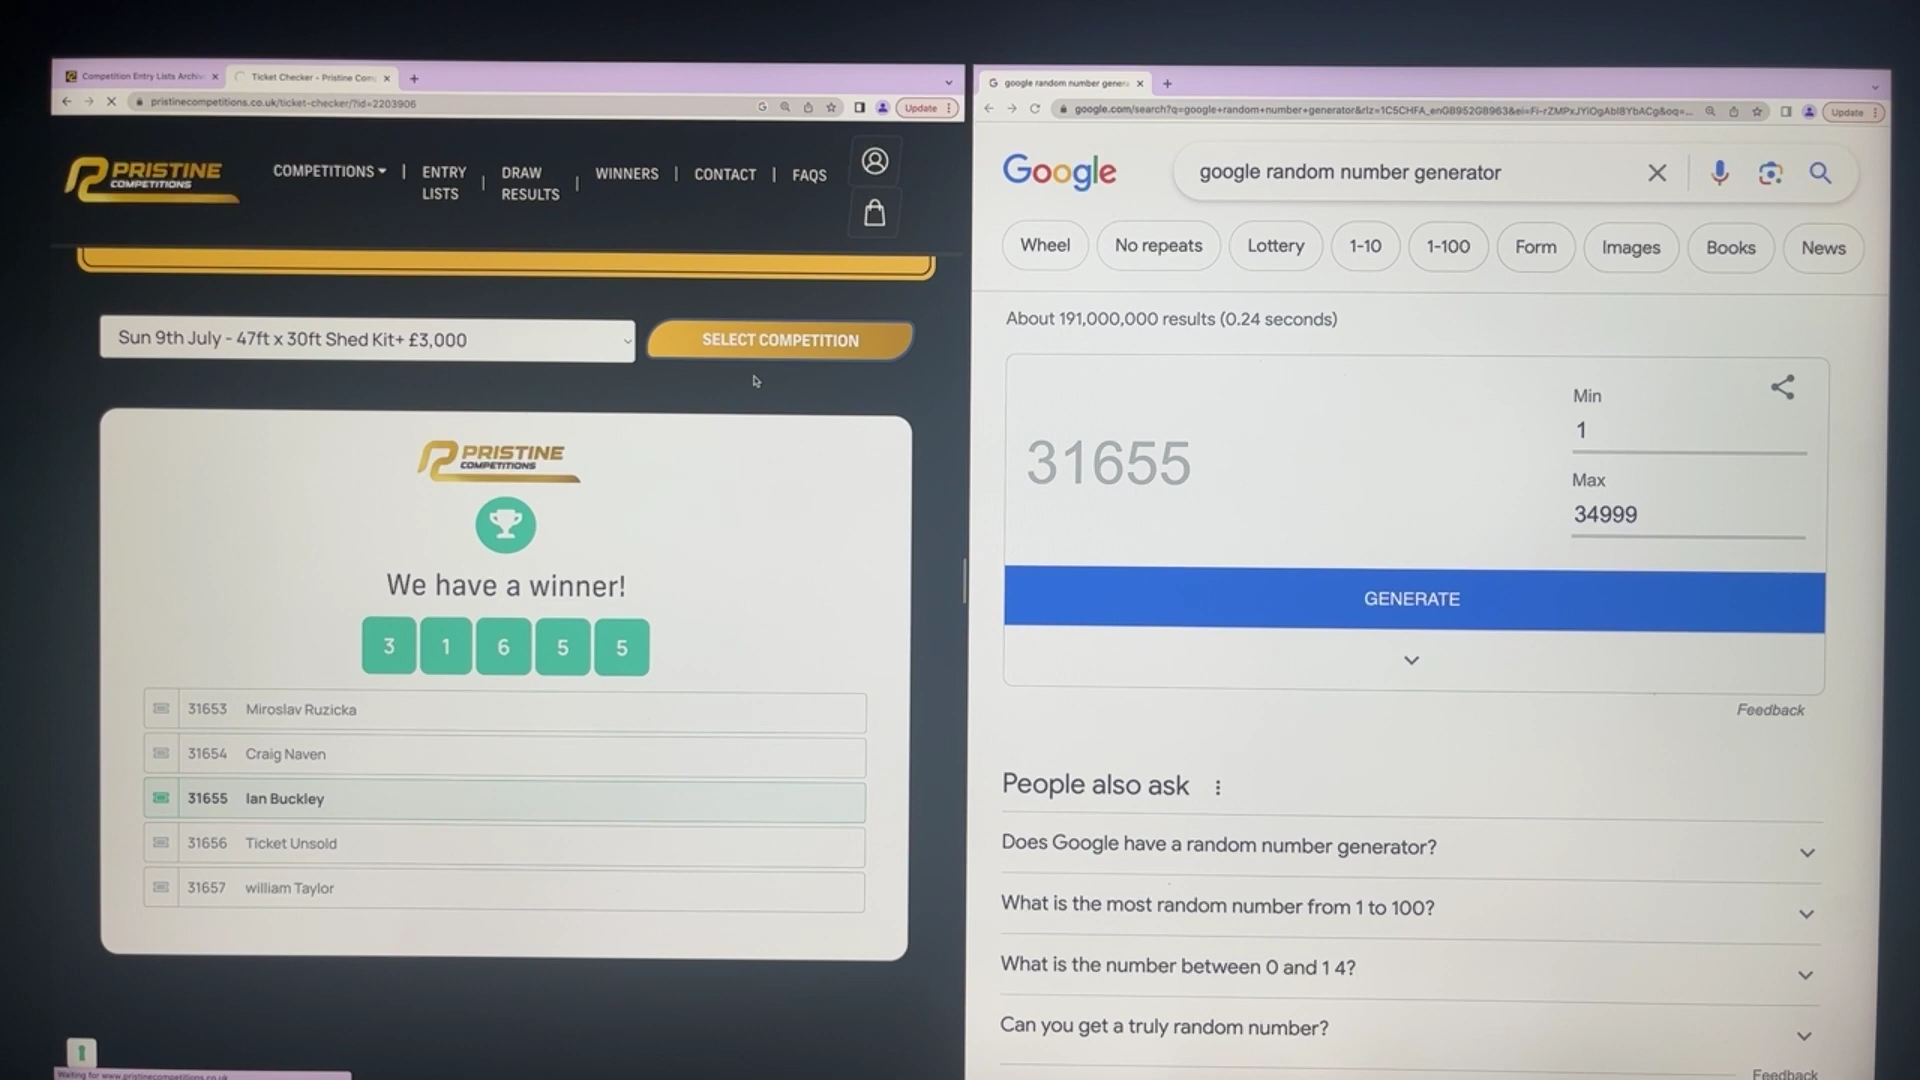 Competition Entry Lists Archiv
Ticket Checker - Pristine Com
pristinecompetitions.co.uk/ticket-checker/?id=2203906
Update
PRISTINE
COMPETITIONS
COMPETITIONS
ENTRY
LISTS
DRAW
RESULTS
WINNERS
CONTACT
FAQS
Sun 9th July - 47ft x 30ft Shed Kit+ £3,000
SELECT COMPETITION
PRISTINE
COMPETITIONS
We have a winner!
3 1 6 5 5
31653 Miroslav Ruzicka
31654 Craig Naven
31655 Ian Buckley
31656 Ticket Unsold
31657 william Taylor
Waiting for www.pristinecompetitions.co.uk
google random number genera
Update
Google
google random number generator
Wheel
No repeats
Lottery
1-10
1-100
Form
Images
Books
News
About 191,000,000 results (0.24 seconds)
31655
Min
1
Max
34999
GENERATE
Feedback
People also ask
Does Google have a random number generator?
What is the most random number from 1 to 100?
What is the number between 0 and 1 4?
Can you get a truly random number?
Feedback